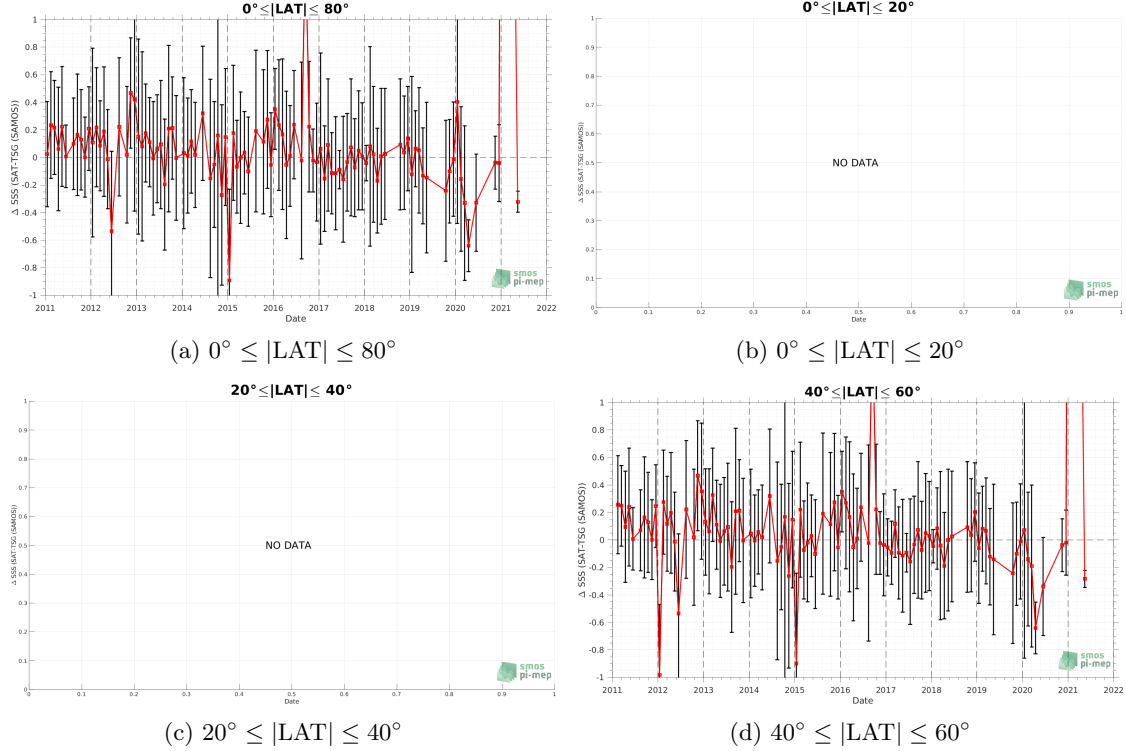 0°≤|LAT|≤ 80°
Δ SSS (SAT-TSG (SAMOS))
1
0.8
0.6
0.4
0.2
0
-0.2
-0.4
-0.6
-0.8
-1
2011 2012 2013 2014 2015 2016 2017 2018 2019 2020 2021 2022
Date
smos
pi-mep
(a) 0° ≤ |LAT| ≤ 80°
0°≤|LAT|≤ 20°
Δ SSS (SAT-TSG (SAMOS))
1
0.9
0.8
0.7
0.6
0.5
0.4
0.3
0.2
0.1
0
NO DATA
0 0.1 0.2 0.3 0.4 0.5 0.6 0.7 0.8 0.9 1
Date
smos
pi-mep
(b) 0° ≤ |LAT| ≤ 20°
20°≤|LAT|≤ 40°
Δ SSS (SAT-TSG (SAMOS))
1
0.9
0.8
0.7
0.6
0.5
0.4
0.3
0.2
0.1
0
NO DATA
0 0.1 0.2 0.3 0.4 0.5 0.6 0.7 0.8 0.9 1
Date
smos
pi-mep
(c) 20° ≤ |LAT| ≤ 40°
40°≤|LAT|≤ 60°
Δ SSS (SAT-TSG (SAMOS))
1
0.8
0.6
0.4
0.2
0
-0.2
-0.4
-0.6
-0.8
-1
2011 2012 2013 2014 2015 2016 2017 2018 2019 2020 2021 2022
Date
smos
pi-mep
(d) 40° ≤ |LAT| ≤ 60°